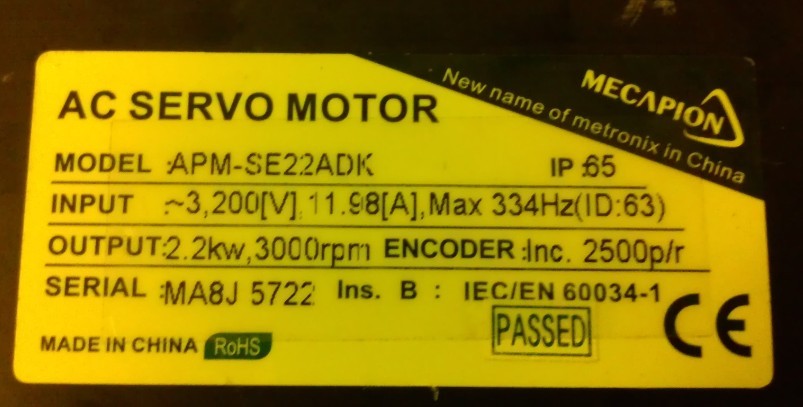 MECAPION
New name of metronix in China
AC SERVO MOTOR
MODEL :APM-SE22ADK IP :65
INPUT :~3,200[V],11.98[A],Max 334Hz(ID:63)
OUTPUT:2.2kw,3000rpm ENCODER:Inc. 2500p/r
SERIAL :MA8J 5722 Ins. B : IEC/EN 60034-1
PASSED CE
MADE IN CHINA RoHS